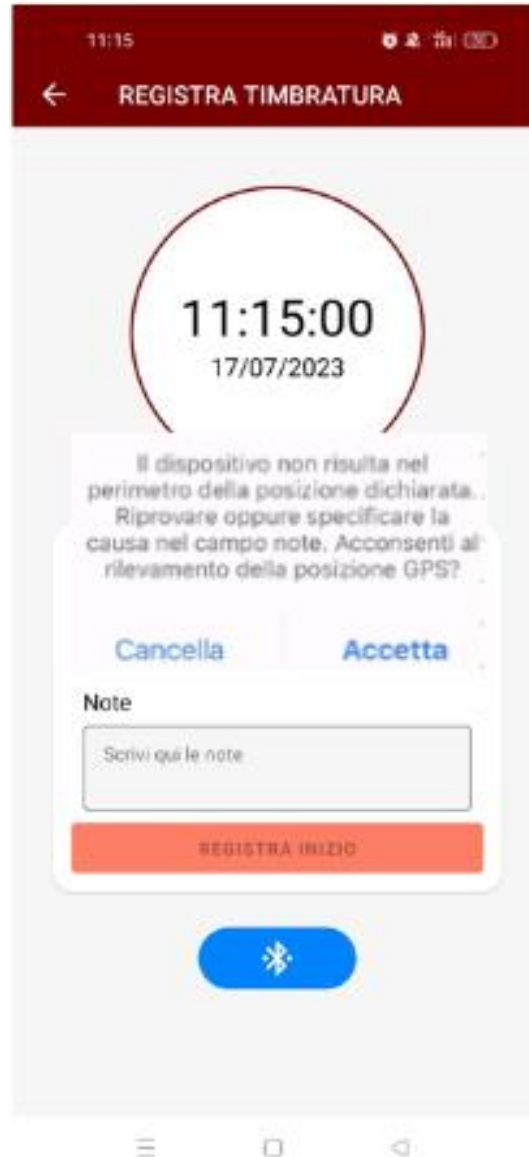 11:15
REGISTRA TIMBRATURA
11:15:00
17/07/2023
Il dispositivo non risulta nel
perimetro della posizione dichiarata.
Riprovare oppure specificare la
causa nel campo note. Acconsenti al
rilevamento della posizione GPS?
Cancella Accetta
Note
Scrivi qui le note
REGISTRA INIZIO